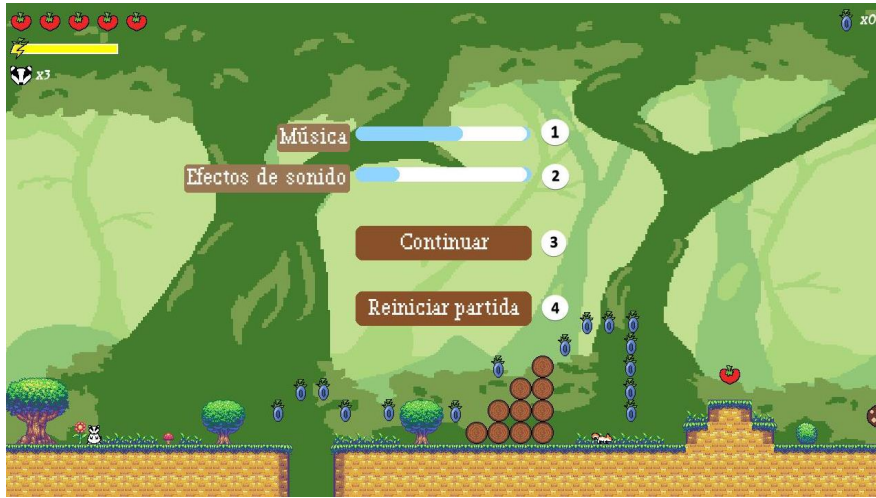 x0
x3
Música 1
Efectos de sonido 2
Continuar 3
Reiniciar partida 4